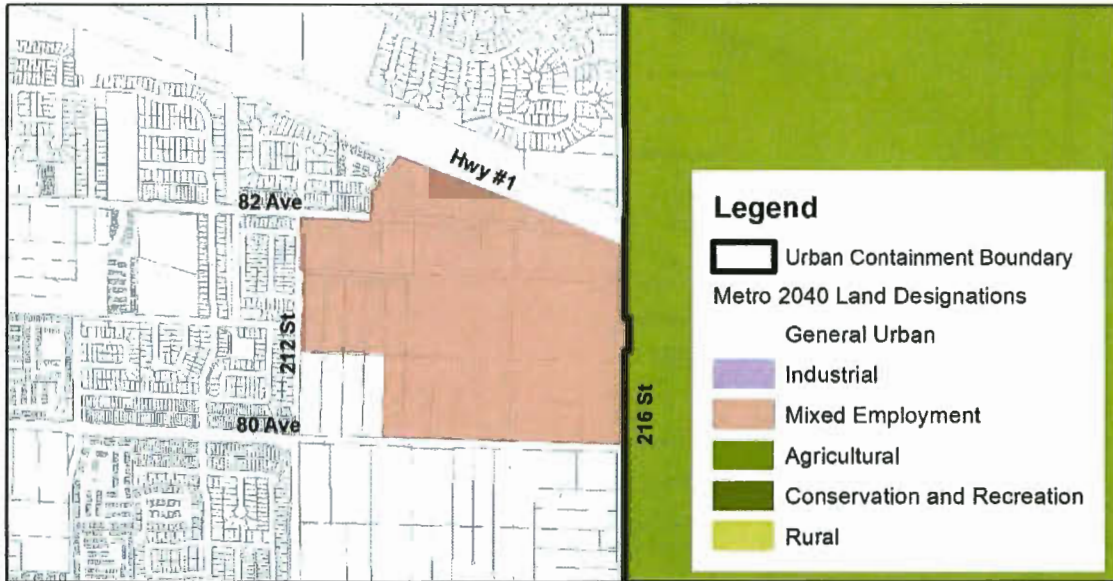 Hwy #1
82 Ave
212 St
80 Ave
216 St
Legend
Urban Containment Boundary
Metro 2040 Land Designations
General Urban
Industrial
Mixed Employment
Agricultural
Conservation and Recreation
Rural